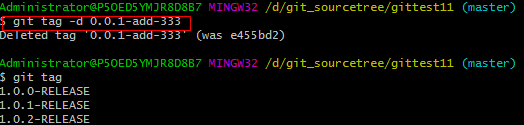 Administrator@P5OED5YMJR8D8B7 MINGW32 /d/git_sourcetree/gittest11 (master)
$ git tag -d 0.0.1-add-333
Deleted tag '0.0.1-add-333' (was e455bd2)
Administrator@P5OED5YMJR8D8B7 MINGW32 /d/git_sourcetree/gittest11 (master)
$ git tag
1.0.0-RELEASE
1.0.1-RELEASE
1.0.2-RELEASE